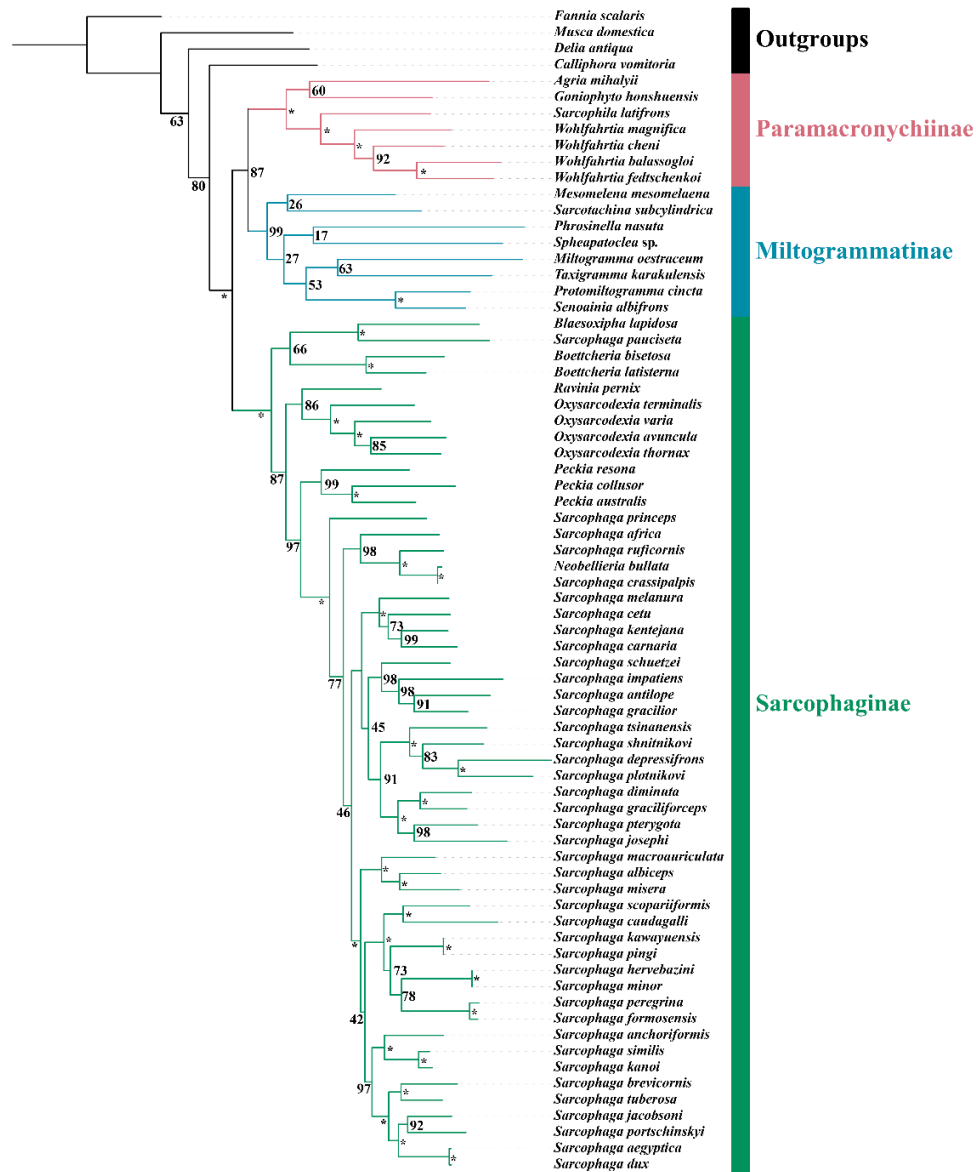 Fannia scalaris
Musca domestica
Delia antiqua
Calliphora vomitoria
Outgroups
Agria mihalyii
Goniophyto honshuensis
Sarcophila latifrons
Wohlfahrtia magnifica
Wohlfahrtia cheni
Wohlfahrtia balassogloi
Wohlfahrtia fedtschenkoi
Paramacronychiinae
Mesomelena mesomelaena
Sarcotachina subcylindrica
Phrosinella nasuta
Spheapatoclea sp.
Miltogramma oestraceum
Taxigramma karakulensis
Protomiltogramma cincta
Senoainia albifrons
Miltogrammatinae
Blaesoxipha lapidosa
Sarcophaga pauciseta
Boettcheria bisetosa
Boettcheria latisterna
Ravinia pernix
Oxysarcodexia terminalis
Oxysarcodexia varia
Oxysarcodexia avuncula
Oxysarcodexia thornax
Peckia resona
Peckia collusor
Peckia australis
Sarcophaga princeps
Sarcophaga africa
Sarcophaga ruficornis
Neobellieria bullata
Sarcophaga crassipalpis
Sarcophaga melanura
Sarcophaga cetu
Sarcophaga kentejana
Sarcophaga carnaria
Sarcophaga schuetzei
Sarcophaga impatiens
Sarcophaga antilope
Sarcophaga gracilior
Sarcophaga tsinanensis
Sarcophaga shnitnikovi
Sarcophaga depressifrons
Sarcophaga plotnikovi
Sarcophaga diminuta
Sarcophaga graciliforceps
Sarcophaga pterygota
Sarcophaga josephi
Sarcophaga macroauriculata
Sarcophaga albiceps
Sarcophaga misera
Sarcophaga scopariiformis
Sarcophaga caudagalli
Sarcophaga kawayuensis
Sarcophaga pingi
Sarcophaga hervebazini
Sarcophaga minor
Sarcophaga peregrina
Sarcophaga formosensis
Sarcophaga anchoriformis
Sarcophaga similis
Sarcophaga kanoi
Sarcophaga brevicornis
Sarcophaga tuberosa
Sarcophaga jacobsoni
Sarcophaga portschinskyi
Sarcophaga aegyptica
Sarcophaga dux
Sarcophaginae
63
80
87
60
*
*
*
92
*
99
26
27
17
53
63
*
*
*
66
*
*
87
86
*
*
85
97
99
*
*
77
98
*
*
46
*
73
99
45
98
98
91
91
*
83
*
*
*
98
*
*
*
42
*
*
73
*
78
*
*
97
*
*
*
*
92
*
*